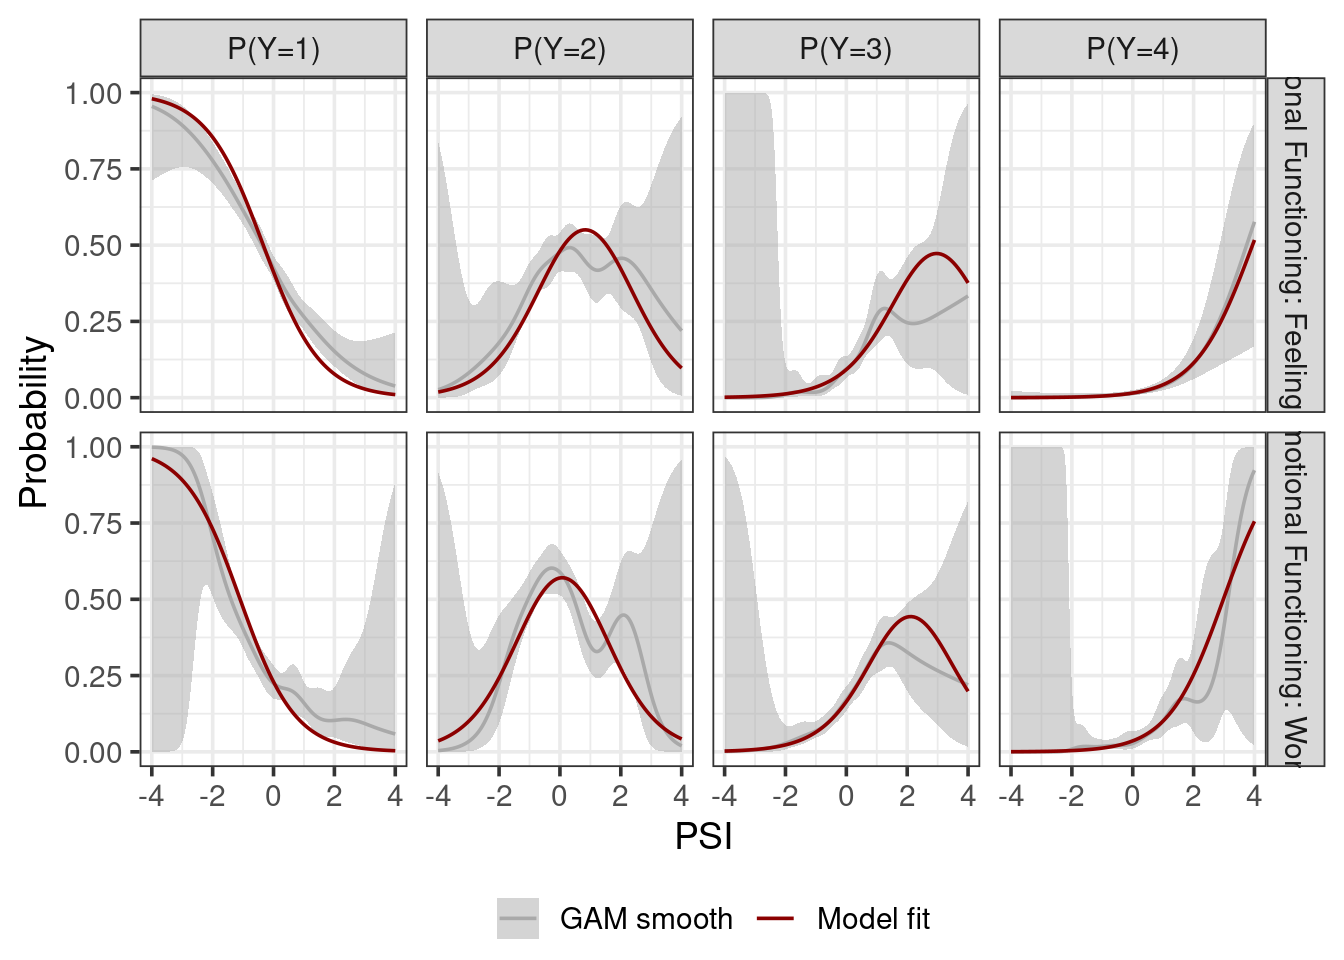 P(Y=1) P(Y=2) P(Y=3) P(Y=4)
1.00
0.75
0.50
0.25
0.00
onal Functioning: Feeling
1.00
0.75
0.50
0.25
0.00
notional Functioning: Wor
Probability
-4 -2 0 2 4 -4 -2 0 2 4 -4 -2 0 2 4 -4 -2 0 2 4
PSI
GAM smooth Model fit